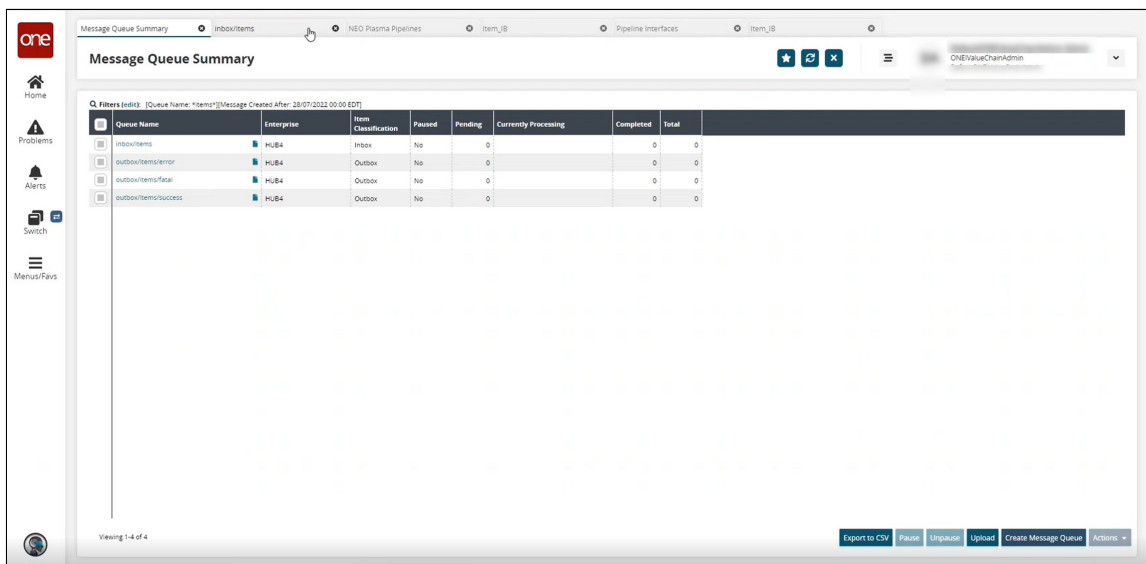 one
Message Queue Summary inbox/items NEO Plasma Pipelines Item_IB Pipeline Interfaces Item_IB
Message Queue Summary
ONE\ValueChainAdmin
Home
Problems
Alerts
Switch
Menus/Favs
Filters (edit): [Queue Name: *items*][Message Created After: 28/07/2022 00:00 EDT]
Queue Name Enterprise Item Classification Paused Pending Currently Processing Completed Total
inbox/items HUB4 Inbox No 0 0 0
outbox/items/error HUB4 Outbox No 0 0 0
outbox/items/fatal HUB4 Outbox No 0 0 0
outbox/items/success HUB4 Outbox No 0 0 0
Viewing 1-4 of 4
Export to CSV Pause Unpause Upload Create Message Queue Actions